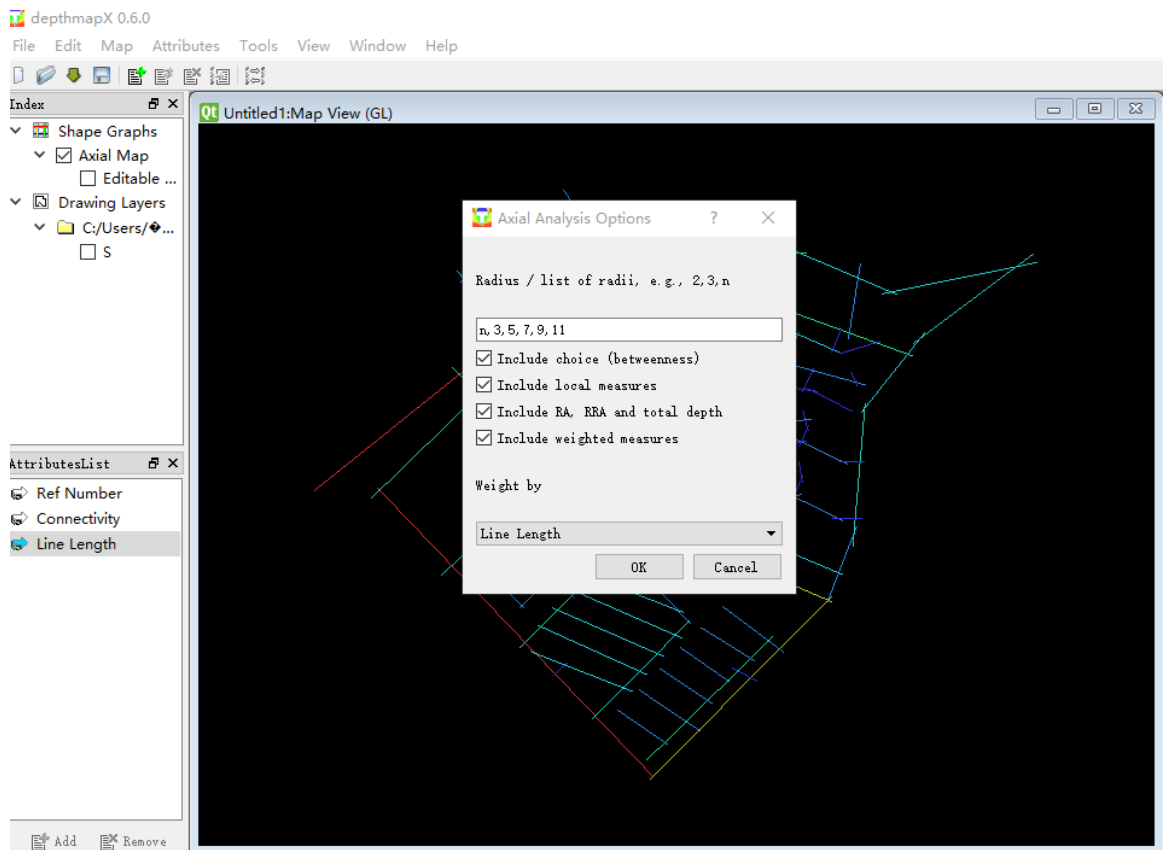 depthmapX 0.6.0
File Edit Map Attributes Tools View Window Help
Index
Untitled1:Map View (GL)
Shape Graphs
Axial Map
Editable ...
Drawing Layers
C:/Users/�...
S
Axial Analysis Options ?
Radius / list of radii, e.g., 2,3,n
n,3,5,7,9,11
Include choice (betweenness)
Include local measures
Include RA, RRA and total depth
Include weighted measures
Weight by
Line Length
OK Cancel
AttributesList
Ref Number
Connectivity
Line Length
Add Remove